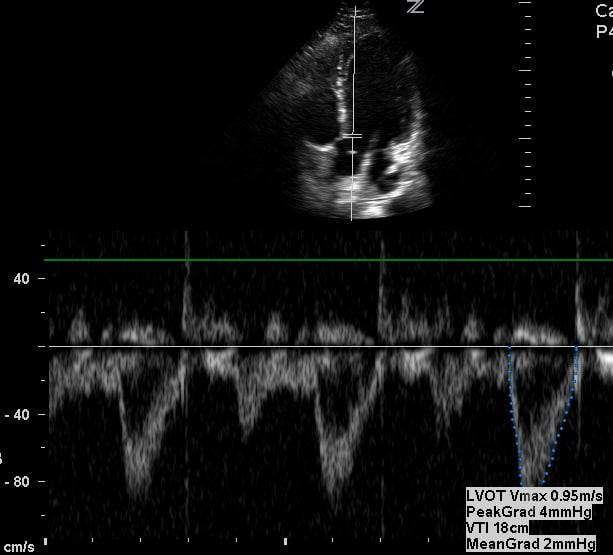 Ca
P4
40
- 40
- 80
cm/s
LVOT Vmax 0.95m/s
PeakGrad 4mmHg
VTI 18cm
MeanGrad 2mmHg